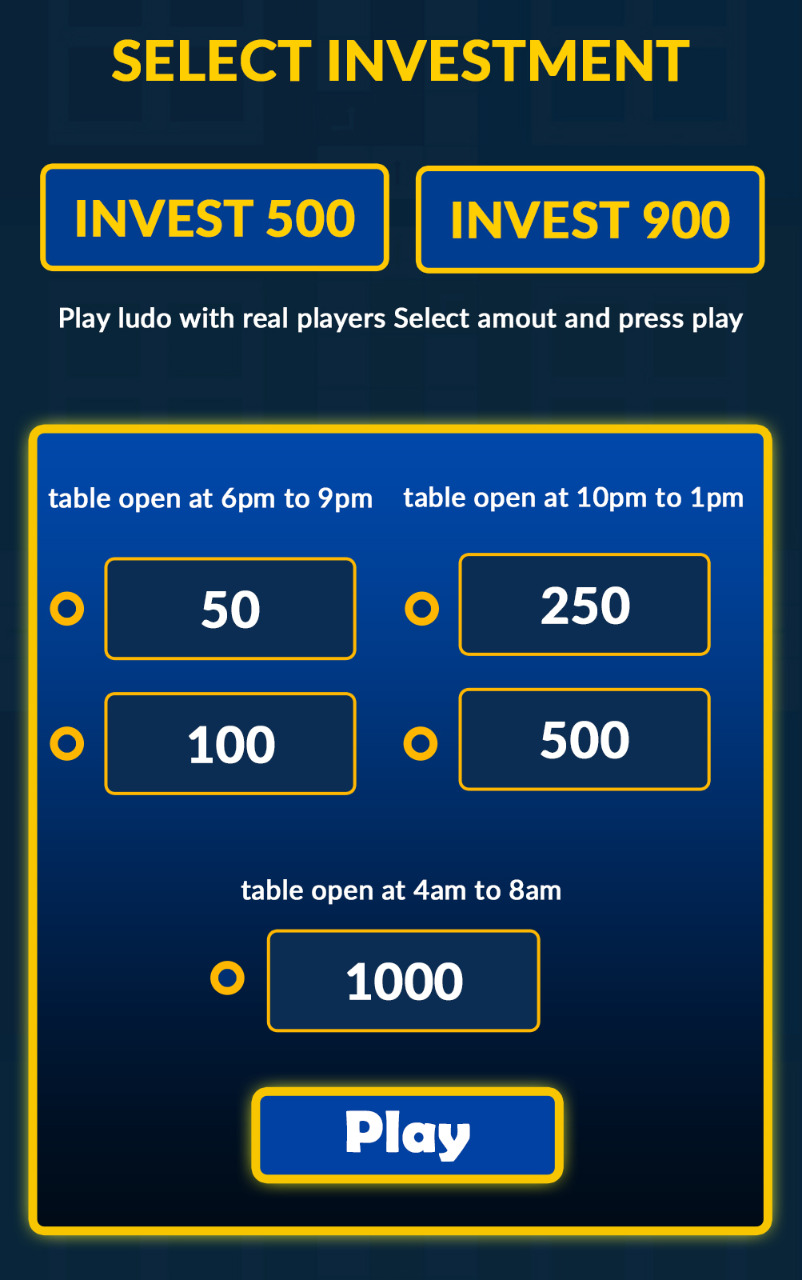 SELECT INVESTMENT
INVEST 500
INVEST 900
Play ludo with real players Select amout and press play
table open at 6pm to 9pm
table open at 10pm to 1pm
50
250
100
500
table open at 4am to 8am
1000
Play